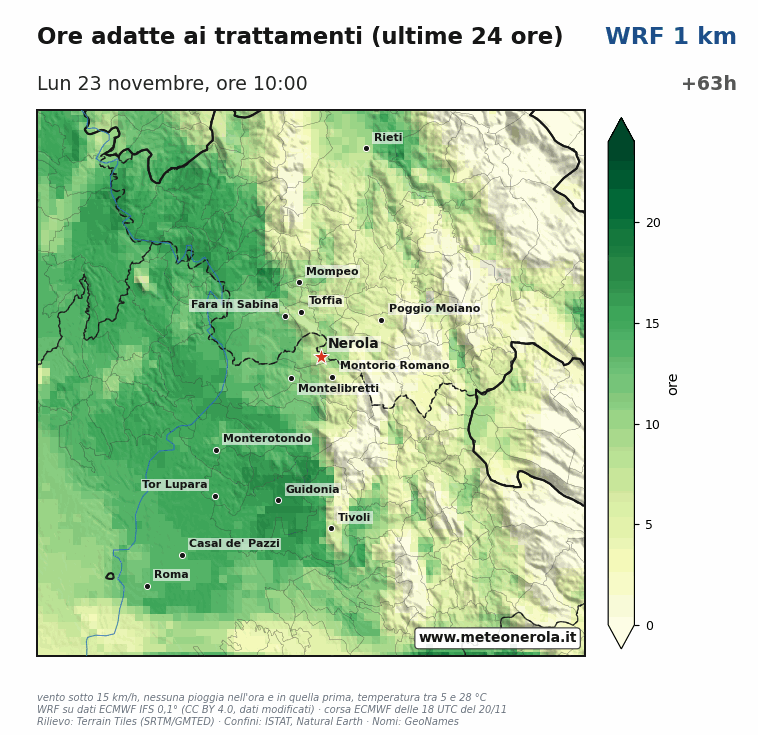 Ore adatte ai trattamenti (ultime 24 ore) WRF 1 km
Lun 23 novembre, ore 10:00 +63h
Rieti
Mompeo
Fara in Sabina
Toffia
Poggio Moiano
Nerola
Montorio Romano
Montelibretti
Monterotondo
Tor Lupara
Guidonia
Tivoli
Casal de' Pazzi
Roma
www.meteonerola.it
20
15
10
5
0
ore
vento sotto 15 km/h, nessuna pioggia nell'ora e in quella prima, temperatura tra 5 e 28 °C
WRF su dati ECMWF IFS 0,1° (CC BY 4.0, dati modificati) · corsa ECMWF delle 18 UTC del 20/11
Rilievo: Terrain Tiles (SRTM/GMTED) · Confini: ISTAT, Natural Earth · Nomi: GeoNames